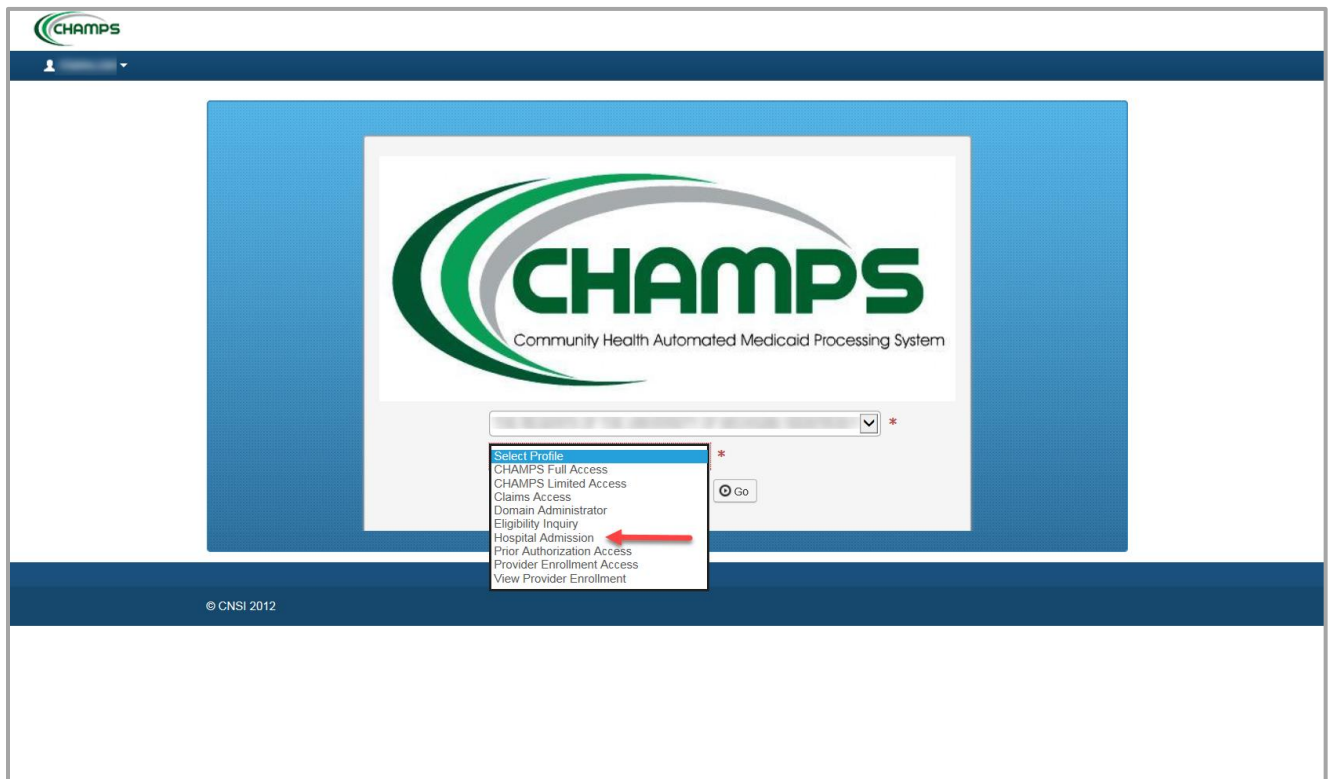 CHAMPS
CHAMPS
Community Health Automated Medicaid Processing System
*
Select Profile
*
CHAMPS Full Access
CHAMPS Limited Access
Claims Access
Go
Domain Administrator
Eligibility Inquiry
Hospital Admission
Prior Authorization Access
Provider Enrollment Access
View Provider Enrollment
© CNSI 2012